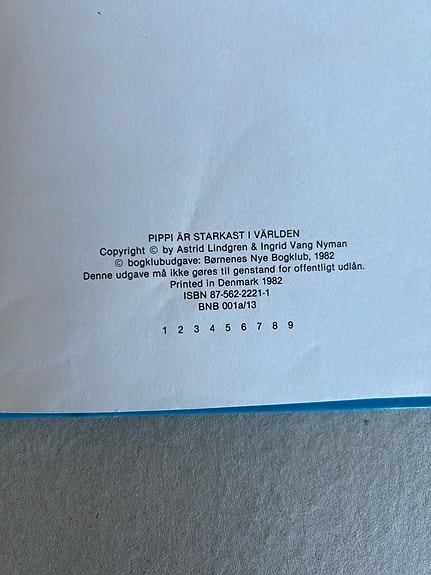 PIPPI ÄR STARKAST I VÄRLDEN
Copyright © by Astrid Lindgren & Ingrid Vang Nyman
© bogklubudgave: Børnenes Nye Bogklub, 1982
Denne udgave må ikke gøres til genstand for offentligt udlån.
Printed in Denmark 1982
ISBN 87-562-2221-1
BNB 001a/13
1 2 3 4 5 6 7 8 9